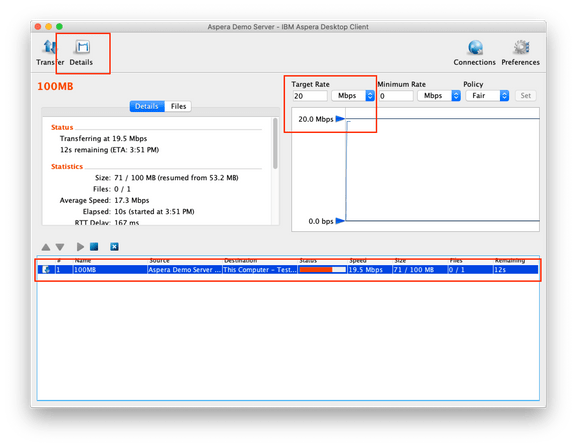 Aspera Demo Server - IBM Aspera Desktop Client
Transfer Details Connections Preferences
100MB
Target Rate Minimum Rate Policy
20 Mbps 0 Mbps Fair Set
Details Files
20.0 Mbps
Status
Transferring at 19.5 Mbps
12s remaining (ETA: 3:51 PM)
Statistics
Size: 71 / 100 MB (resumed from 53.2 MB)
Files: 0 / 1
Average Speed: 17.3 Mbps
Elapsed: 10s (started at 3:51 PM)
RTT Delay: 167 ms
0.0 bps
# Name Source Destination Status Speed Size Files Remaining
1 100MB Aspera Demo Server ... This Computer - Test... 19.5 Mbps 71 / 100 MB 0 / 1 12s